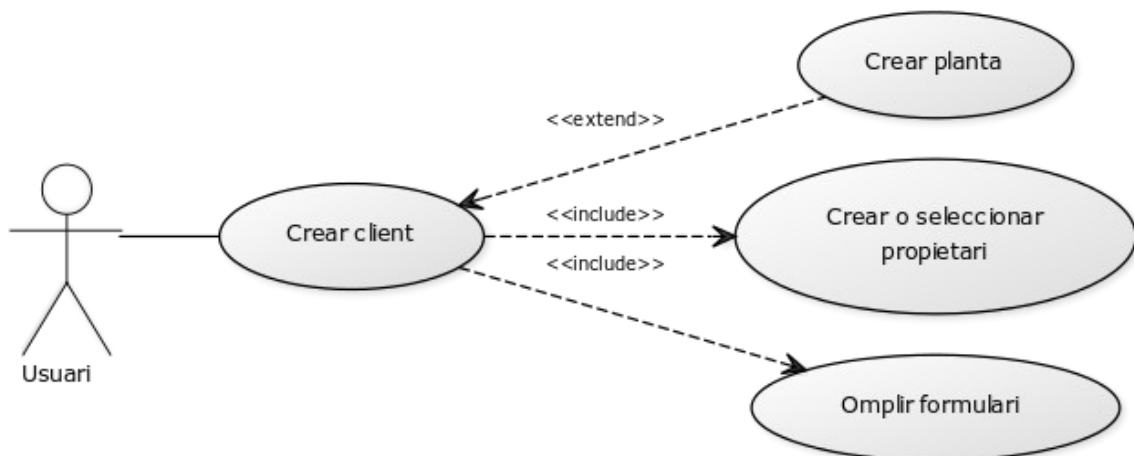 Crear planta
<<extend>>
Crear client
<<include>>
Crear o seleccionar
propietari
<<include>>
Usuari
Omplir formulari